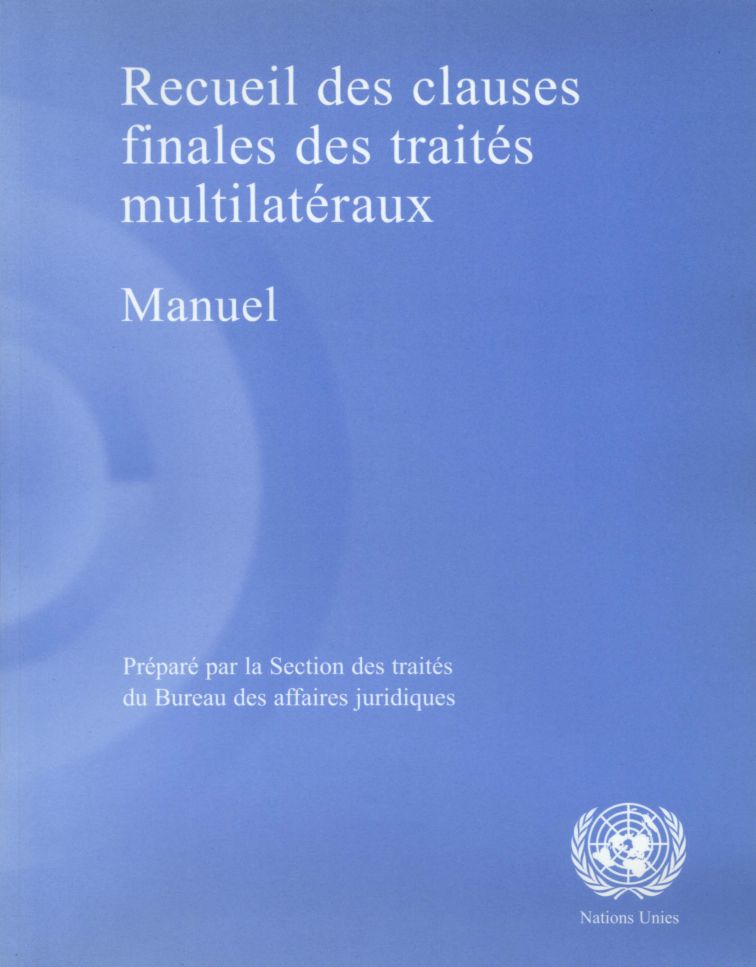 Recueil des clauses
finales des traités
multilatéraux
Manuel
Préparé par la Section des traités
du Bureau des affaires juridiques
Nations Unies